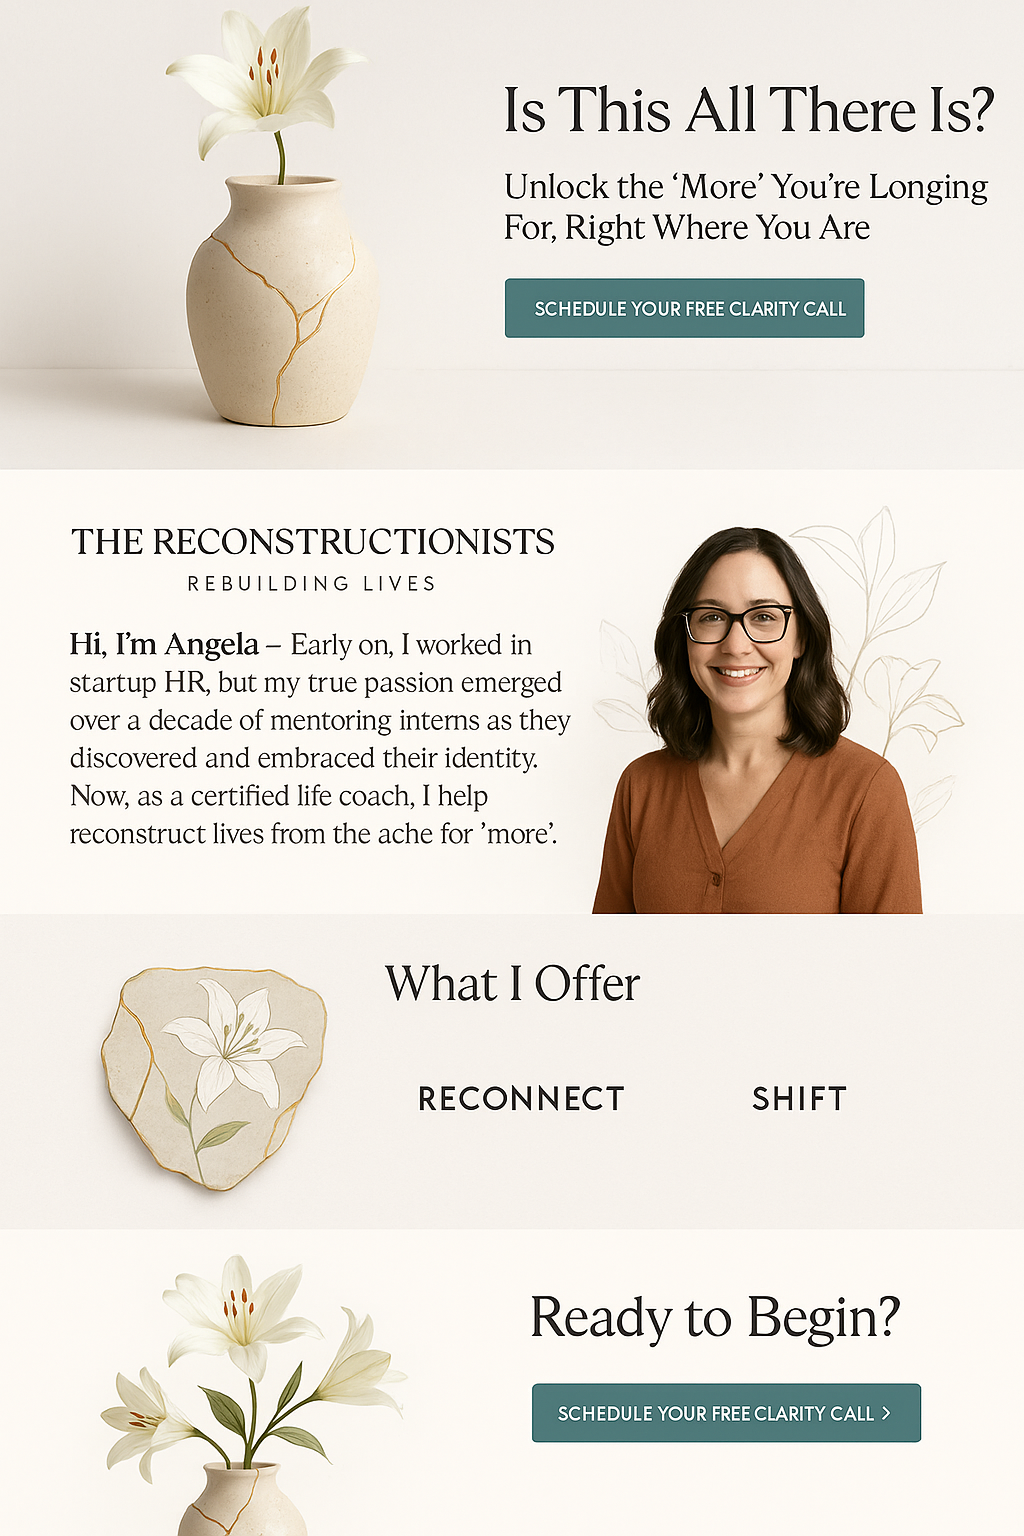 Is This All There Is?
Unlock the ‘More’ You’re Longing
For, Right Where You Are
SCHEDULE YOUR FREE CLARITY CALL
THE RECONSTRUCTIONISTS
REBUILDING LIVES
Hi, I’m Angela – Early on, I worked in
startup HR, but my true passion emerged
over a decade of mentoring interns as they
discovered and embraced their identity.
Now, as a certified life coach, I help
reconstruct lives from the ache for ’more’.
What I Offer
RECONNECT
SHIFT
Ready to Begin?
SCHEDULE YOUR FREE CLARITY CALL >